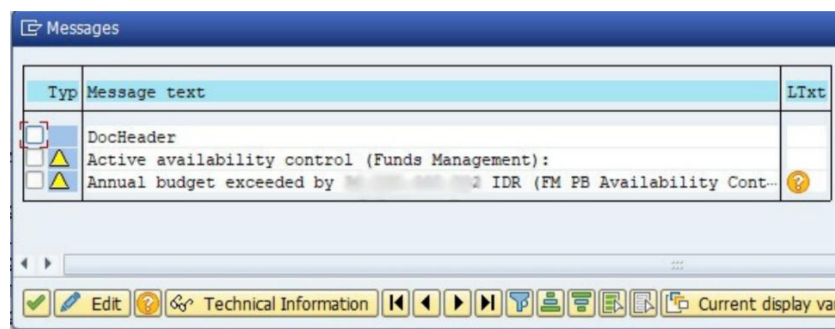 Messages
Typ Message text LTxt
DocHeader
Active availability control (Funds Management):
Annual budget exceeded by 2 IDR (FM PB Availability Cont…
Edit Technical Information Current display va